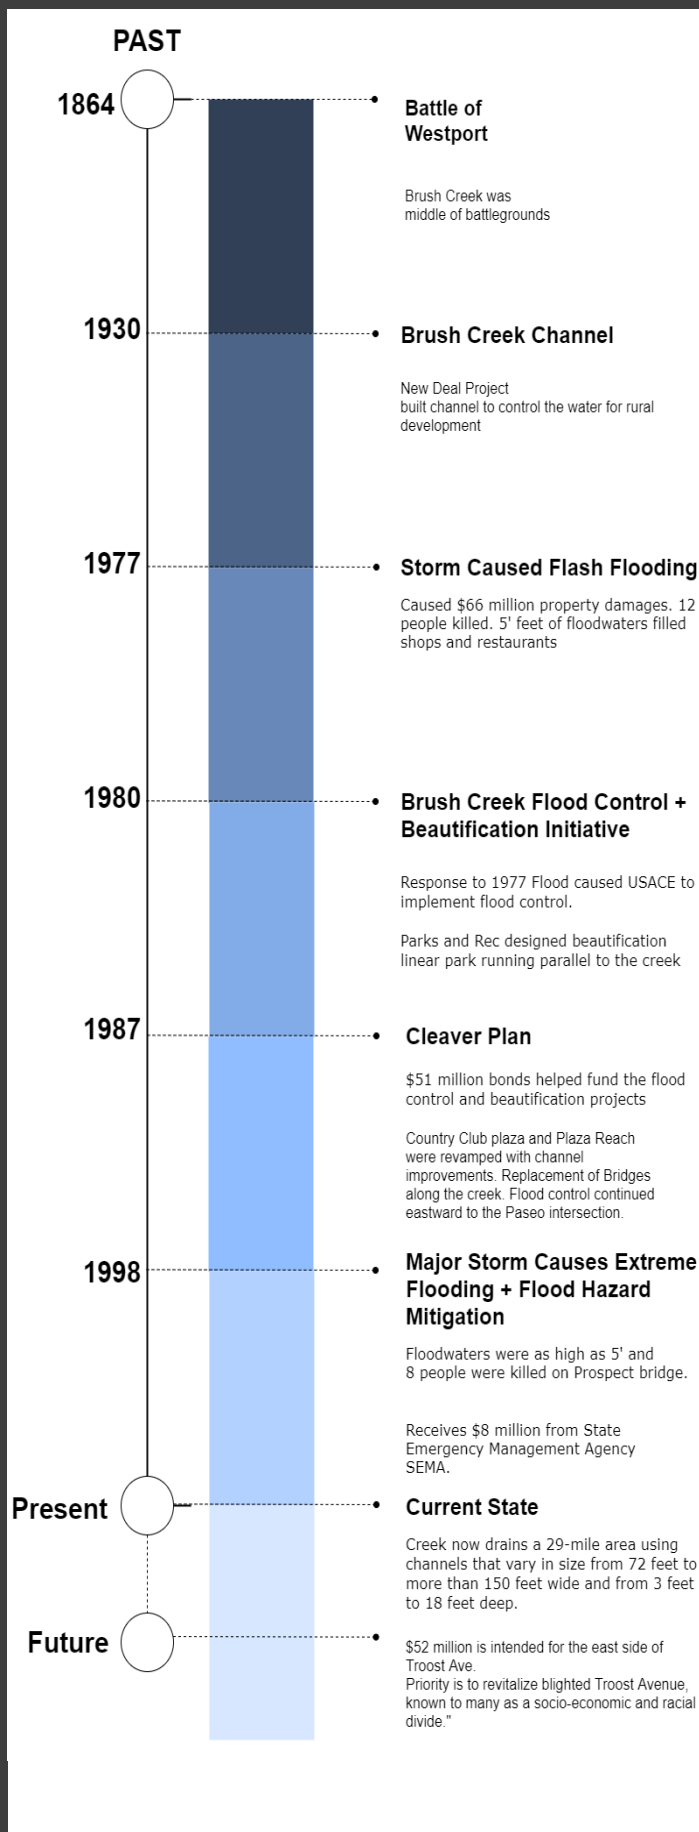 PAST
1864
Battle of
Westport
Brush Creek was
middle of battlegrounds
1930
Brush Creek Channel
New Deal Project
built channel to control the water for rural
development
1977
Storm Caused Flash Flooding
Caused $66 million property damages. 12
people killed. 5' feet of floodwaters filled
shops and restaurants
1980
Brush Creek Flood Control +
Beautification Initiative
Response to 1977 Flood caused USACE to
implement flood control.
Parks and Rec designed beautification
linear park running parallel to the creek
1987
Cleaver Plan
$51 million bonds helped fund the flood
control and beautification projects
Country Club plaza and Plaza Reach
were revamped with channel
improvements. Replacement of Bridges
along the creek. Flood control continued
eastward to the Paseo intersection.
1998
Major Storm Causes Extreme
Flooding + Flood Hazard
Mitigation
Floodwaters were as high as 5' and
8 people were killed on Prospect bridge.
Receives $8 million from State
Emergency Management Agency
SEMA.
Present
Current State
Creek now drains a 29-mile area using
channels that vary in size from 72 feet to
more than 150 feet wide and from 3 feet
to 18 feet deep.
Future
$52 million is intended for the east side of
Troost Ave.
Priority is to revitalize blighted Troost Avenue,
known to many as a socio-economic and racial
divide."